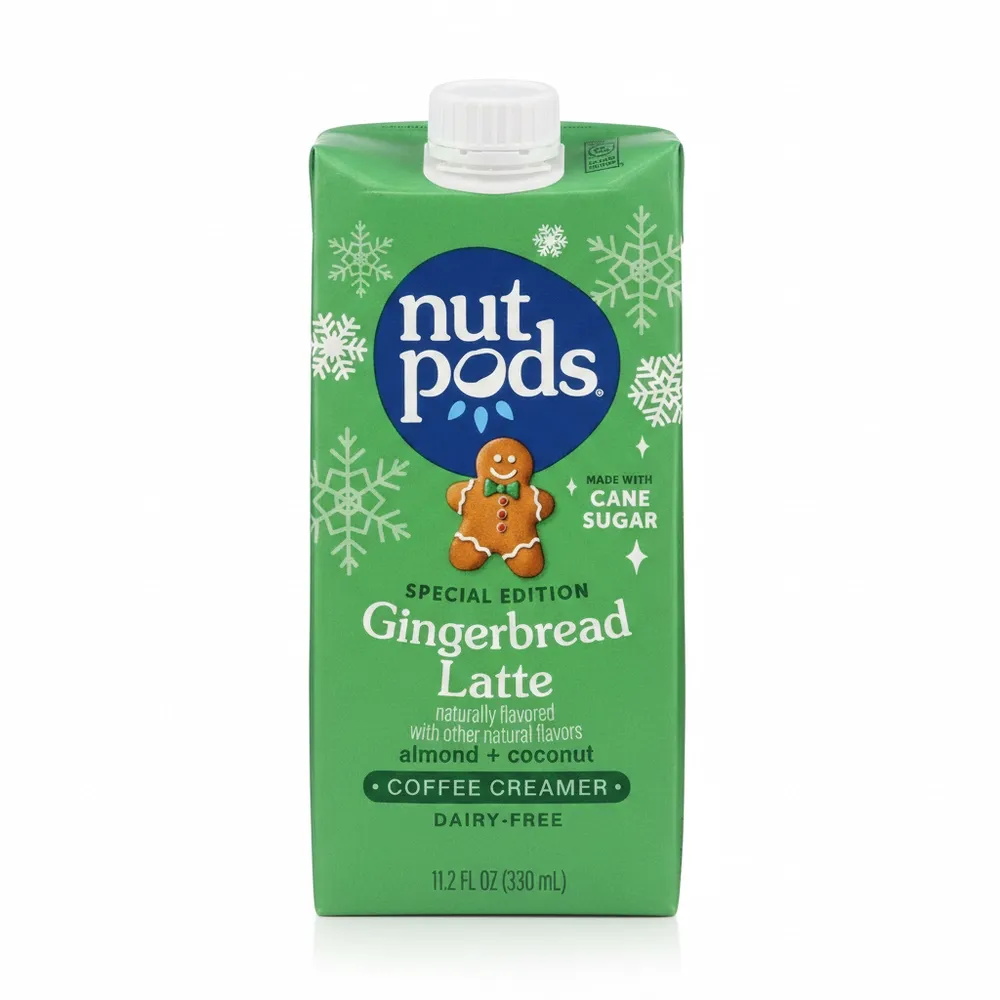 nut
pods®
MADE WITH
CANE
SUGAR
SPECIAL EDITION
Gingerbread
Latte
naturally flavored
with other natural flavors
almond + coconut
• COFFEE CREAMER •
DAIRY-FREE
11.2 FL OZ (330 mL)